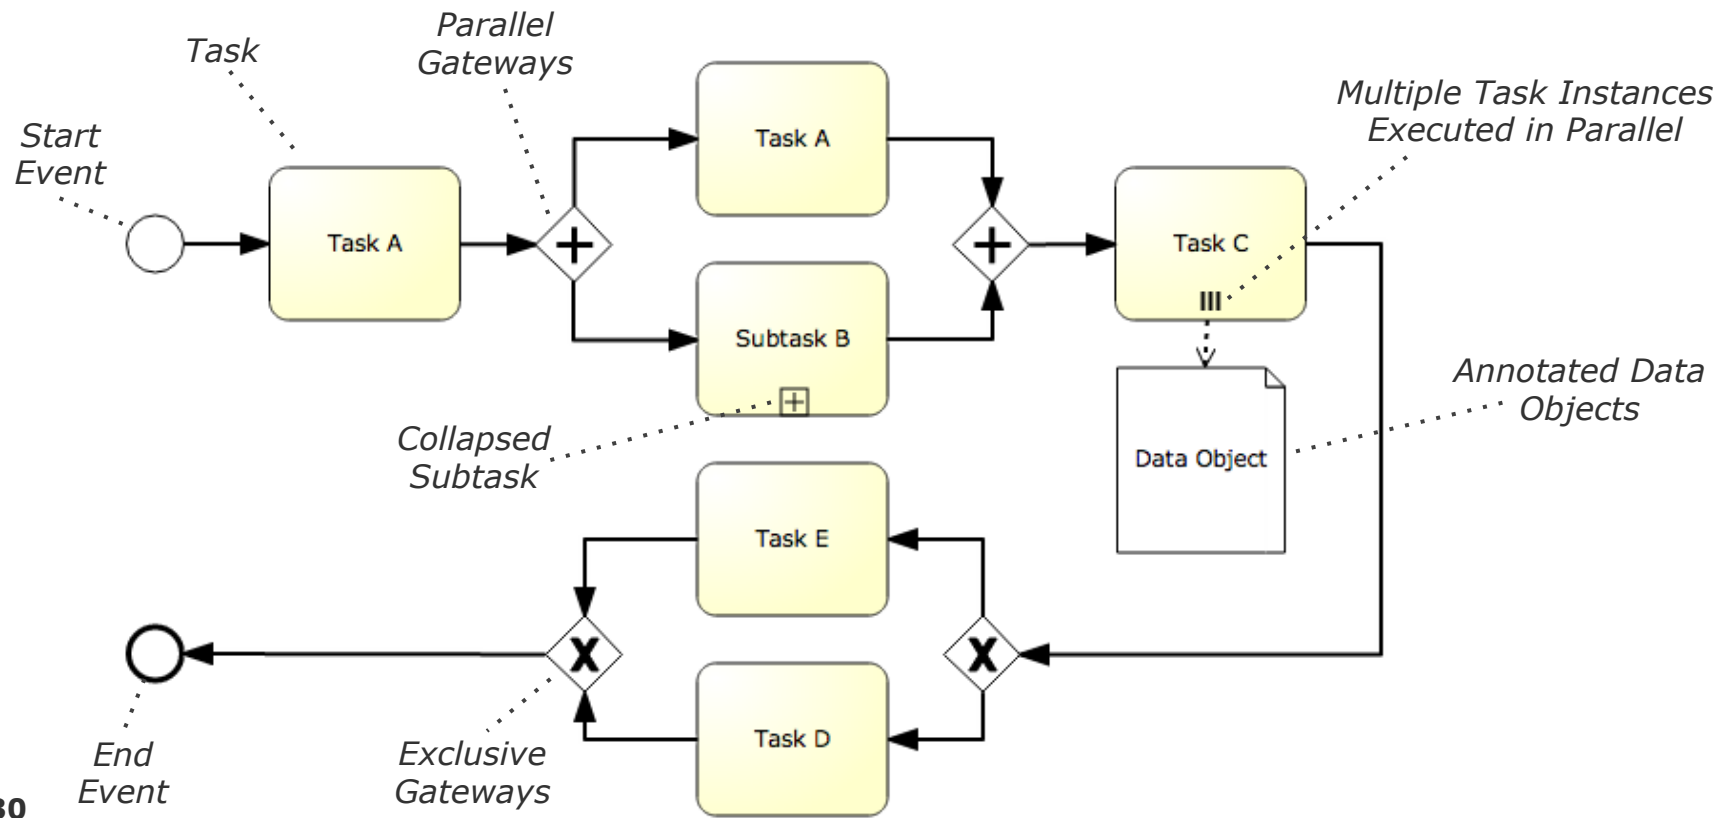 Parallel
Gateways
Task
Multiple Task Instances
Executed in Parallel
Start
Event
Task A
Task A
Task C
Subtask B
Annotated Data
Objects
Collapsed
Subtask
Data Object
Task E
Task D
End
Event
Exclusive
Gateways